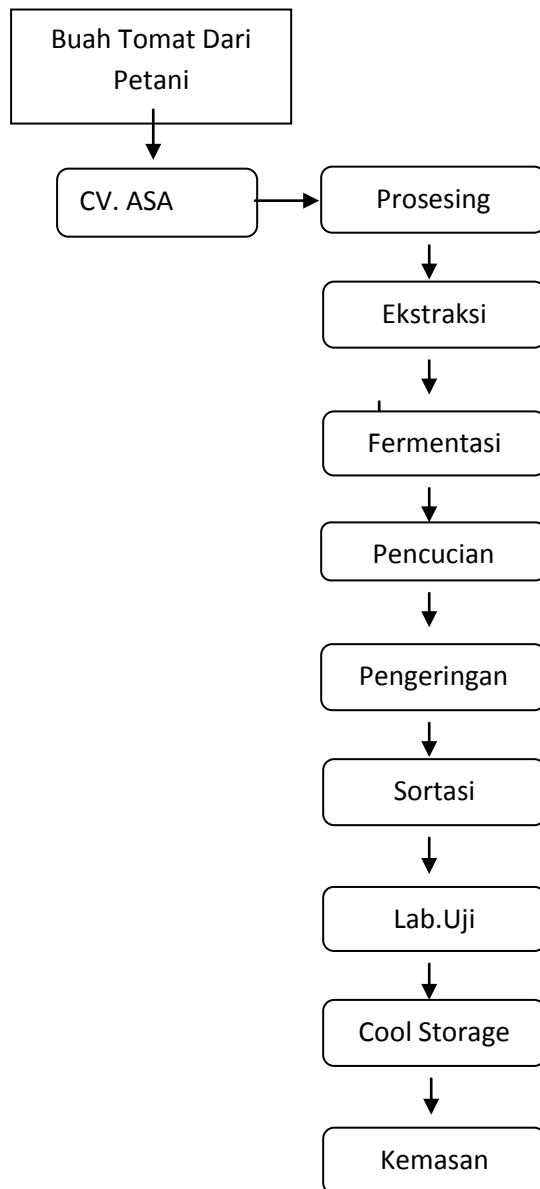 Buah Tomat Dari
Petani
CV. ASA
Prosesing
Ekstraksi
Fermentasi
Pencucian
Pengeringan
Sortasi
Lab.Uji
Cool Storage
Kemasan